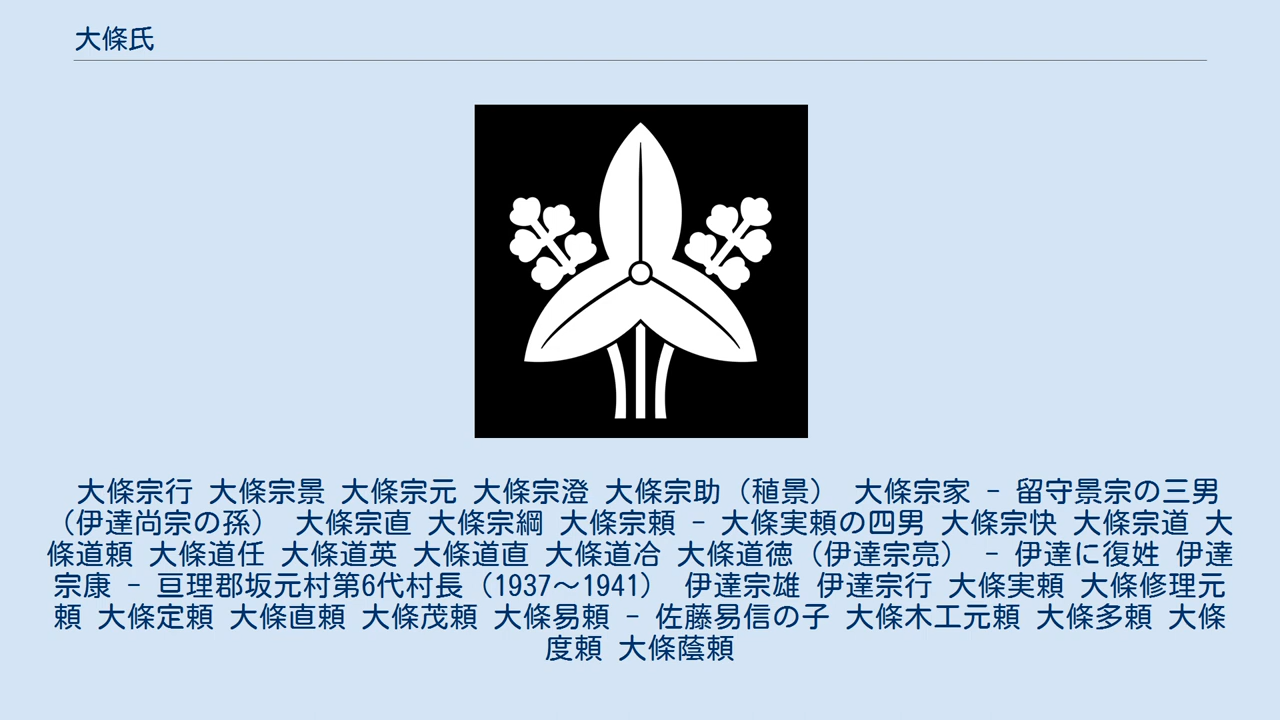 大條氏
大條宗行 大條宗景 大條宗元 大條宗澄 大條宗助（稙景） 大條宗家 - 留守景宗の三男
（伊達尚宗の孫） 大條宗直 大條宗綱 大條宗頼 - 大條実頼の四男 大條宗快 大條宗道 大
條道頼 大條道任 大條道英 大條道直 大條道冾 大條道徳（伊達宗亮） - 伊達に復姓 伊達
宗康 - 亘理郡坂元村第6代村長（1937～1941） 伊達宗雄 伊達宗行 大條実頼 大條修理元
頼 大條定頼 大條直頼 大條茂頼 大條易頼 - 佐藤易信の子 大條木工元頼 大條多頼 大條
度頼 大條蔭頼